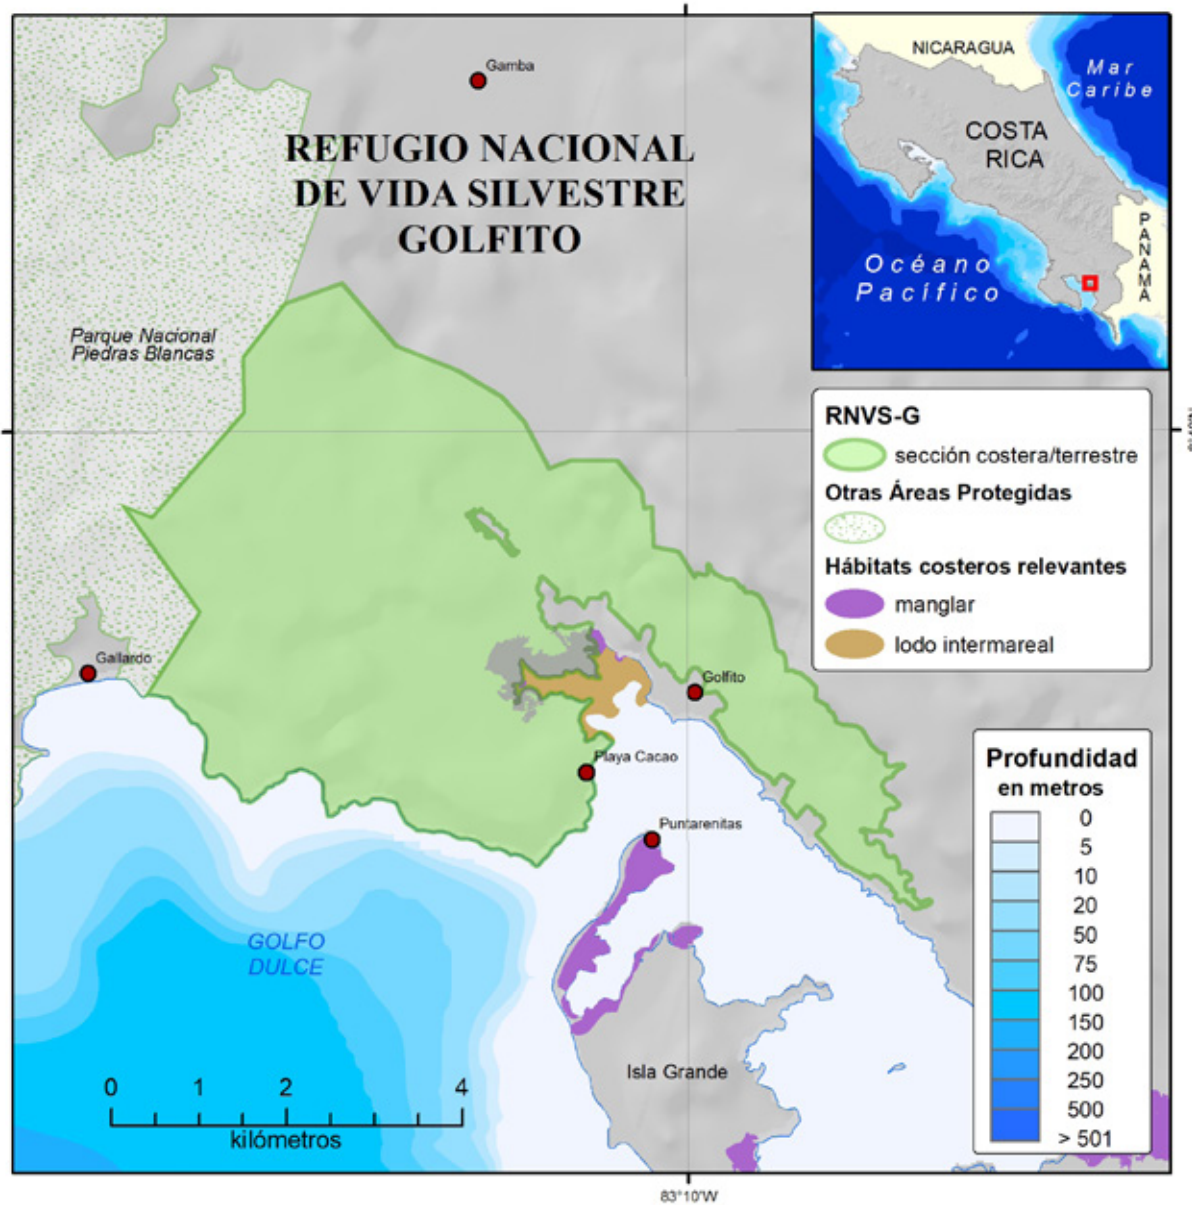 Gamba
REFUGIO NACIONAL
DE VIDA SILVESTRE
GOLFITO
NICARAGUA
Mar
Caribe
COSTA
RICA
PANAMA
Océano
Pacífico
Parque Nacional
Piedras Blancas
RNVS-G
sección costera/terrestre
Otras Áreas Protegidas
Hábitats costeros relevantes
manglar
lodo intermareal
Gallardo
Golfito
Playa Cacao
Puntarenitas
GOLFO
DULCE
Isla Grande
Profundidad
en metros
0
5
10
20
50
75
100
150
200
250
500
> 501
0 1 2 4
kilómetros
83°10'W